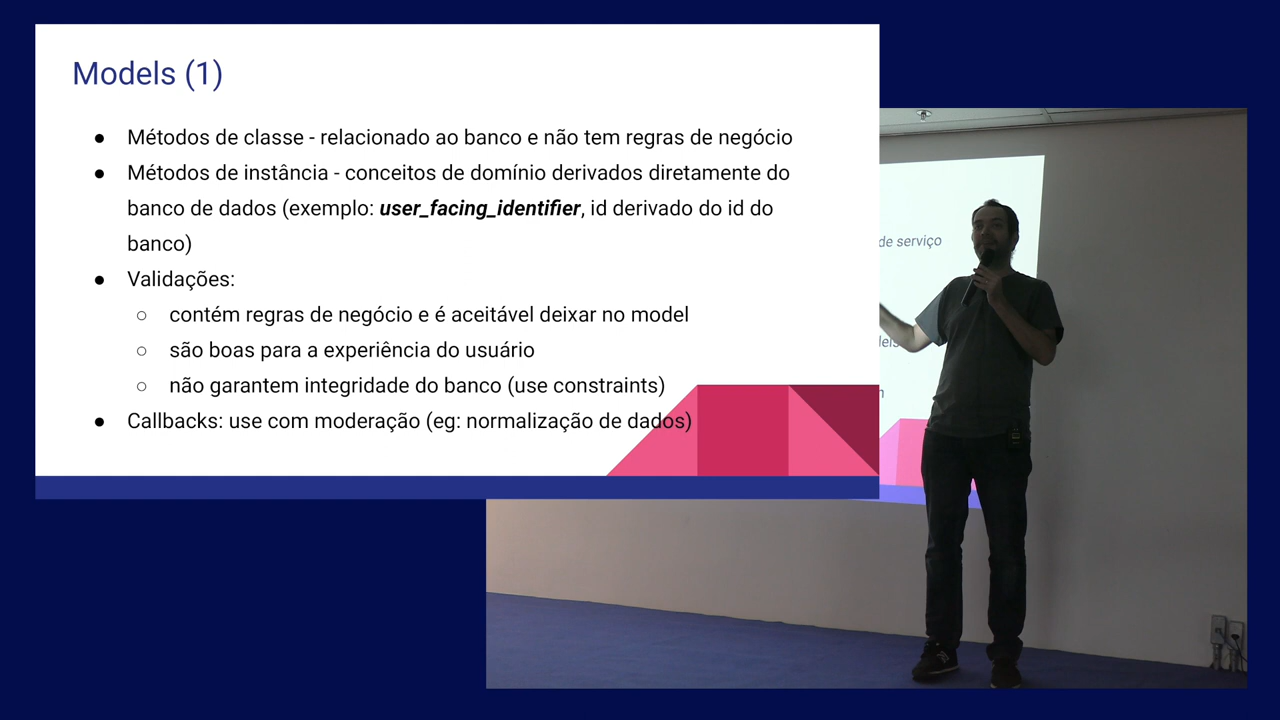 Models (1)
● Métodos de classe - relacionado ao banco e não tem regras de negócio
● Métodos de instância - conceitos de domínio derivados diretamente do
banco de dados (exemplo: user_facing_identifier, id derivado do id do
banco)
● Validações:
○ contém regras de negócio e é aceitável deixar no model
○ são boas para a experiência do usuário
○ não garantem integridade do banco (use constraints)
● Callbacks: use com moderação (eg: normalização de dados)
de serviço